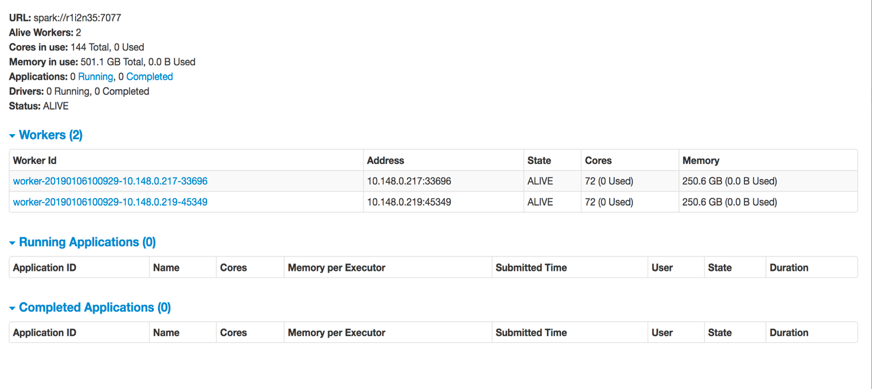 URL: spark://r1i2n35:7077
Alive Workers: 2
Cores in use: 144 Total, 0 Used
Memory in use: 501.1 GB Total, 0.0 B Used
Applications: 0 Running, 0 Completed
Drivers: 0 Running, 0 Completed
Status: ALIVE
Workers (2)
Worker Id Address State Cores Memory
worker-20190106100929-10.148.0.217-33696 10.148.0.217:33696 ALIVE 72 (0 Used) 250.6 GB (0.0 B Used)
worker-20190106100929-10.148.0.219-45349 10.148.0.219:45349 ALIVE 72 (0 Used) 250.6 GB (0.0 B Used)
Running Applications (0)
Application ID Name Cores Memory per Executor Submitted Time User State Duration
Completed Applications (0)
Application ID Name Cores Memory per Executor Submitted Time User State Duration